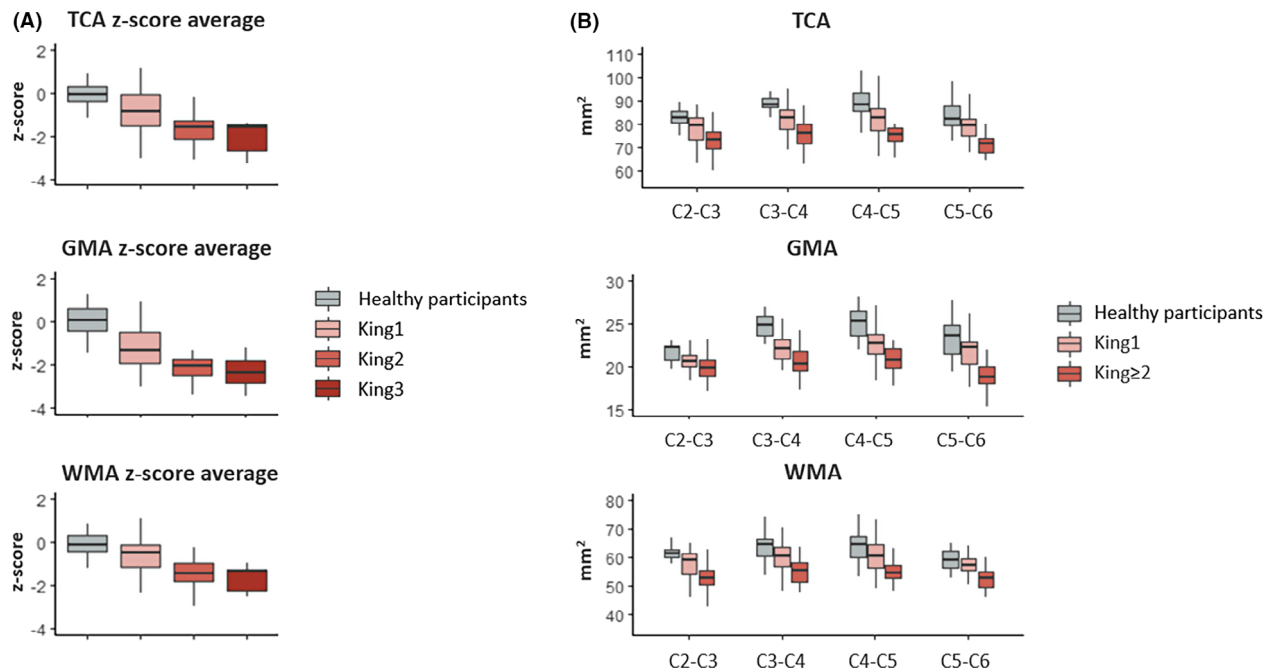 (A)
TCA z-score average
z-score
2
0
-2
-4
GMA z-score average
z-score
2
0
-2
-4
Healthy participants
King1
King2
King3
WMA z-score average
z-score
2
0
-2
-4
(B)
TCA
mm²
110
100
90
80
70
60
C2-C3 C3-C4 C4-C5 C5-C6
GMA
mm²
30
25
20
15
C2-C3 C3-C4 C4-C5 C5-C6
Healthy participants
King1
King≥2
WMA
mm²
80
70
60
50
40
C2-C3 C3-C4 C4-C5 C5-C6